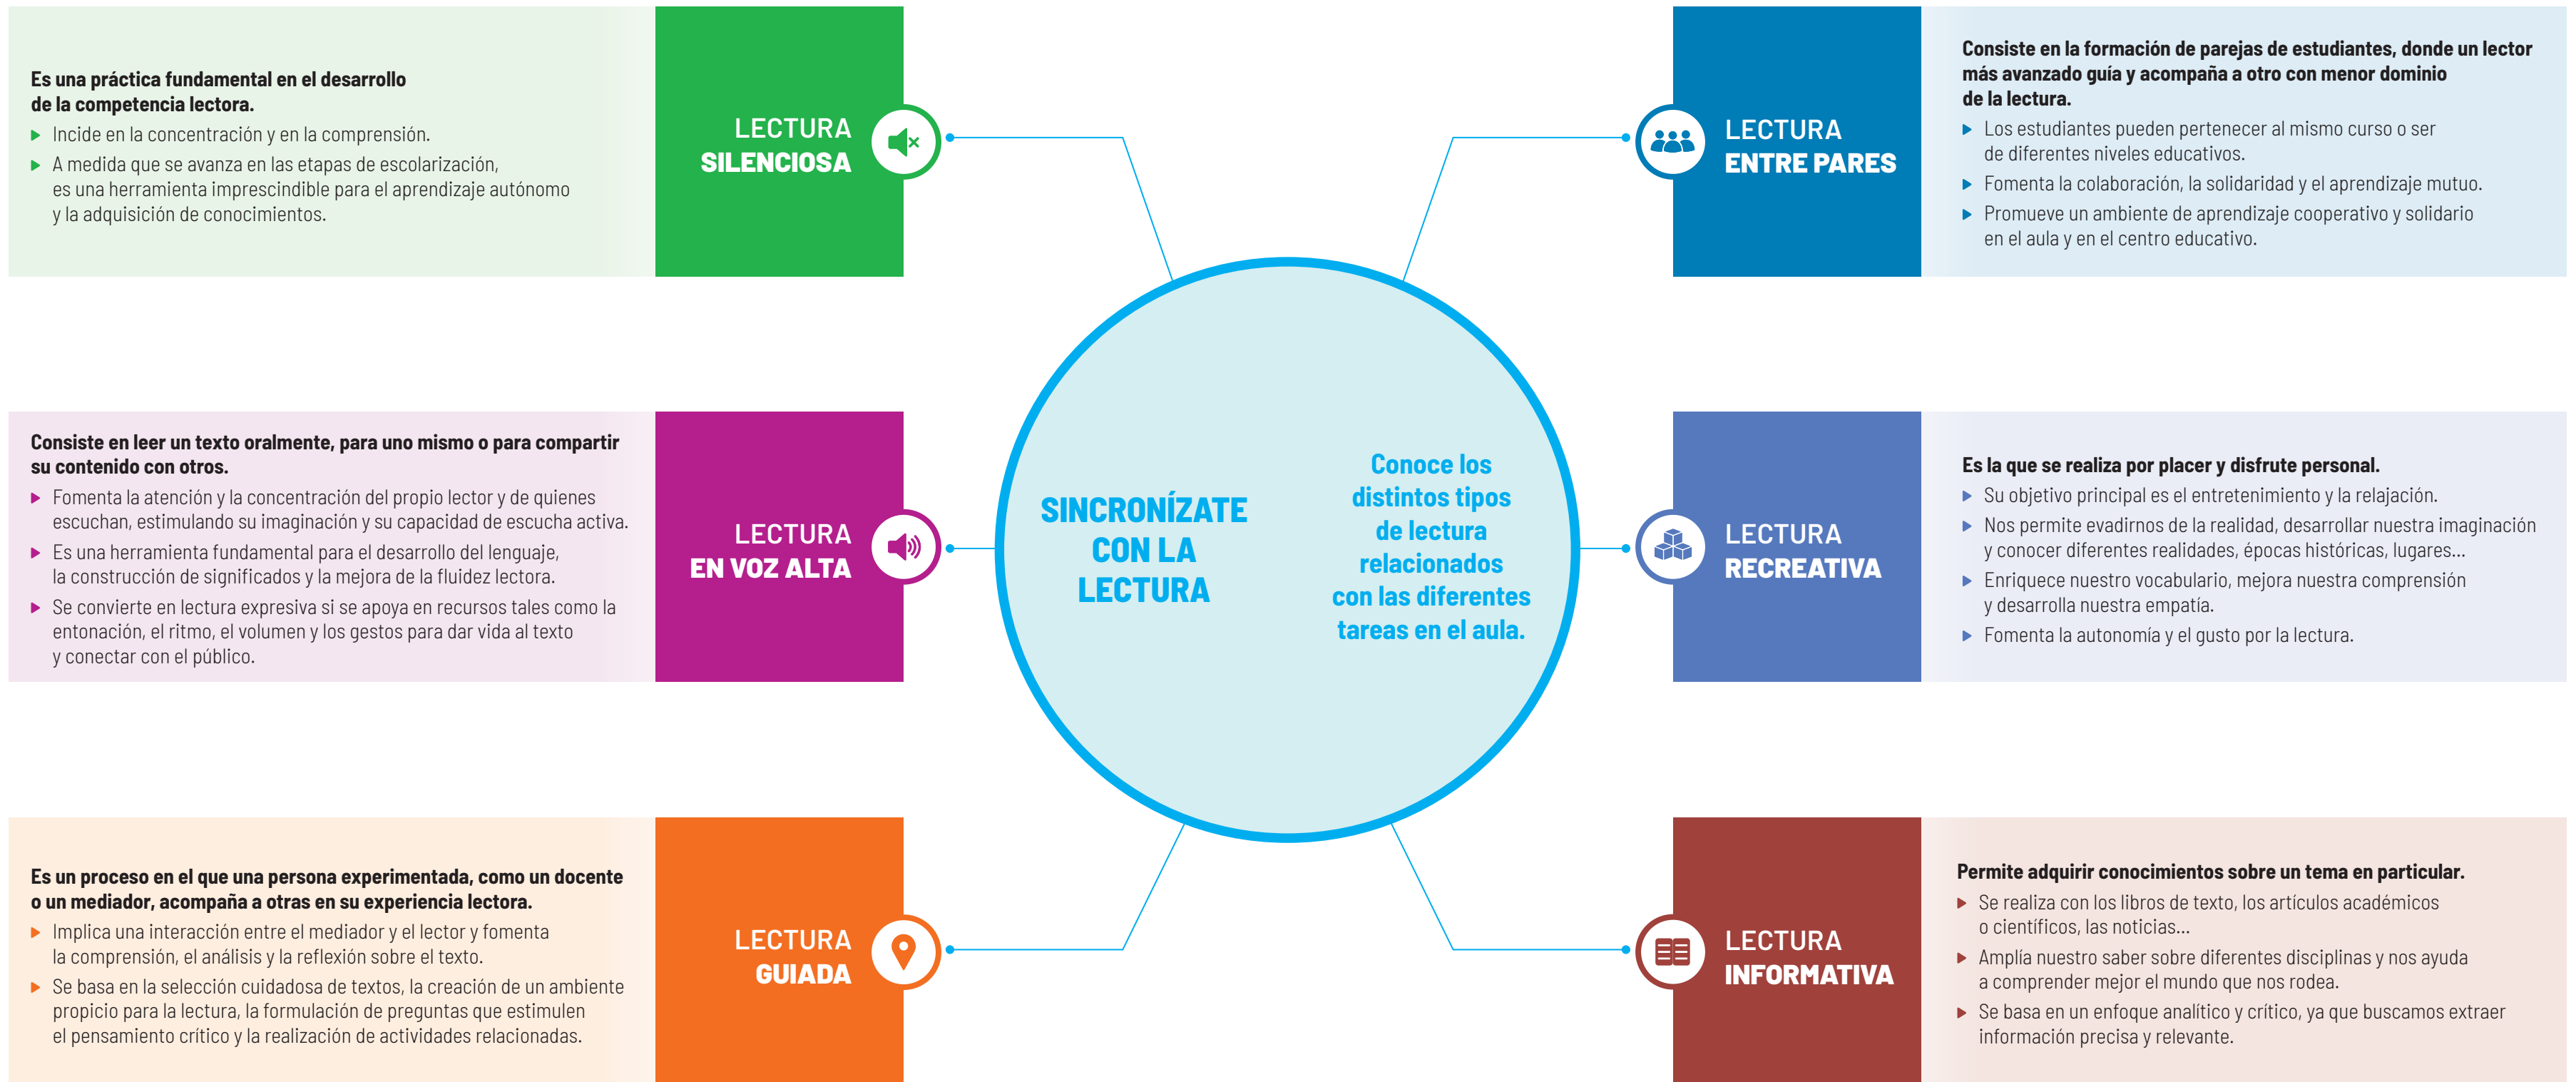 Es una práctica fundamental en el desarrollo
de la competencia lectora.
Incide en la concentración y en la comprensión.
A medida que se avanza en las etapas de escolarización,
es una herramienta imprescindible para el aprendizaje autónomo
y la adquisición de conocimientos.
LECTURA
SILENCIOSA
Consiste en leer un texto oralmente, para uno mismo o para compartir
su contenido con otros.
Fomenta la atención y la concentración del propio lector y de quienes
escuchan, estimulando su imaginación y su capacidad de escucha activa.
Es una herramienta fundamental para el desarrollo del lenguaje,
la construcción de significados y la mejora de la fluidez lectora.
Se convierte en lectura expresiva si se apoya en recursos tales como la
entonación, el ritmo, el volumen y los gestos para dar vida al texto
y conectar con el público.
LECTURA
EN VOZ ALTA
Es un proceso en el que una persona experimentada, como un docente
o un mediador, acompaña a otras en su experiencia lectora.
Implica una interacción entre el mediador y el lector y fomenta
la comprensión, el análisis y la reflexión sobre el texto.
Se basa en la selección cuidadosa de textos, la creación de un ambiente
propicio para la lectura, la formulación de preguntas que estimulen
el pensamiento crítico y la realización de actividades relacionadas.
LECTURA
GUIADA
SINCRONÍZATE
CON LA
LECTURA
Conoce los
distintos tipos
de lectura
relacionados
con las diferentes
tareas en el aula.
LECTURA
ENTRE PARES
Consiste en la formación de parejas de estudiantes, donde un lector
más avanzado guía y acompaña a otro con menor dominio
de la lectura.
Los estudiantes pueden pertenecer al mismo curso o ser
de diferentes niveles educativos.
Fomenta la colaboración, la solidaridad y el aprendizaje mutuo.
Promueve un ambiente de aprendizaje cooperativo y solidario
en el aula y en el centro educativo.
LECTURA
RECREATIVA
Es la que se realiza por placer y disfrute personal.
Su objetivo principal es el entretenimiento y la relajación.
Nos permite evadirnos de la realidad, desarrollar nuestra imaginación
y conocer diferentes realidades, épocas históricas, lugares...
Enriquece nuestro vocabulario, mejora nuestra comprensión
y desarrolla nuestra empatía.
Fomenta la autonomía y el gusto por la lectura.
LECTURA
INFORMATIVA
Permite adquirir conocimientos sobre un tema en particular.
Se realiza con los libros de texto, los artículos académicos
o científicos, las noticias...
Amplía nuestro saber sobre diferentes disciplinas y nos ayuda
a comprender mejor el mundo que nos rodea.
Se basa en un enfoque analítico y crítico, ya que buscamos extraer
información precisa y relevante.